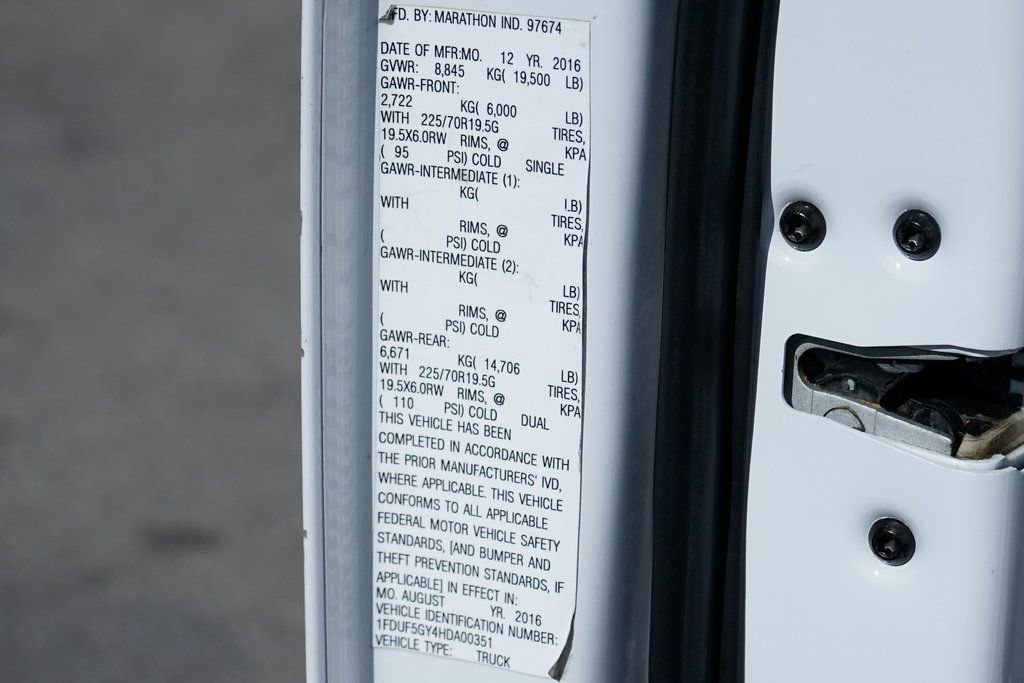 FD. BY: MARATHON IND. 97674
DATE OF MFR:MO. 12 YR. 2016
GVWR: 8,845 KG( 19,500 LB)
GAWR-FRONT:
2,722 KG( 6,000 LB)
WITH 225/70R19.5G TIRES,
19.5X6.0RW RIMS, @ KPA
( 95 PSI) COLD SINGLE
GAWR-INTERMEDIATE (1):
KG( LB)
WITH TIRES,
RIMS, @ KPA
( PSI) COLD
GAWR-INTERMEDIATE (2):
KG( LB)
WITH TIRES,
RIMS, @ KPA
( PSI) COLD
GAWR-REAR:
6,671 KG( 14,706 LB)
WITH 225/70R19.5G TIRES,
19.5X6.0RW RIMS, @ KPA
( 110 PSI) COLD DUAL
THIS VEHICLE HAS BEEN
COMPLETED IN ACCORDANCE WITH
THE PRIOR MANUFACTURERS' IVD,
WHERE APPLICABLE. THIS VEHICLE
CONFORMS TO ALL APPLICABLE
FEDERAL MOTOR VEHICLE SAFETY
STANDARDS, [AND BUMPER AND
THEFT PREVENTION STANDARDS, IF
APPLICABLE] IN EFFECT IN:
MO. AUGUST YR. 2016
VEHICLE IDENTIFICATION NUMBER:
1FDUF5GY4HDA00351
VEHICLE TYPE: TRUCK